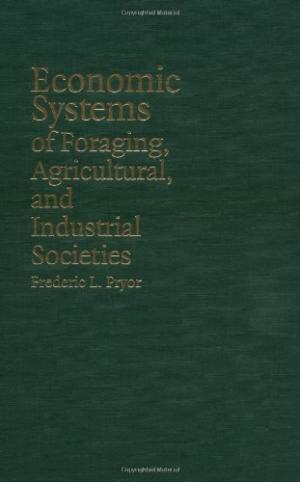 Economic
Systems
of Foraging,
Agricultural,
and
Industrial
Societies
Frederic L. Pryor